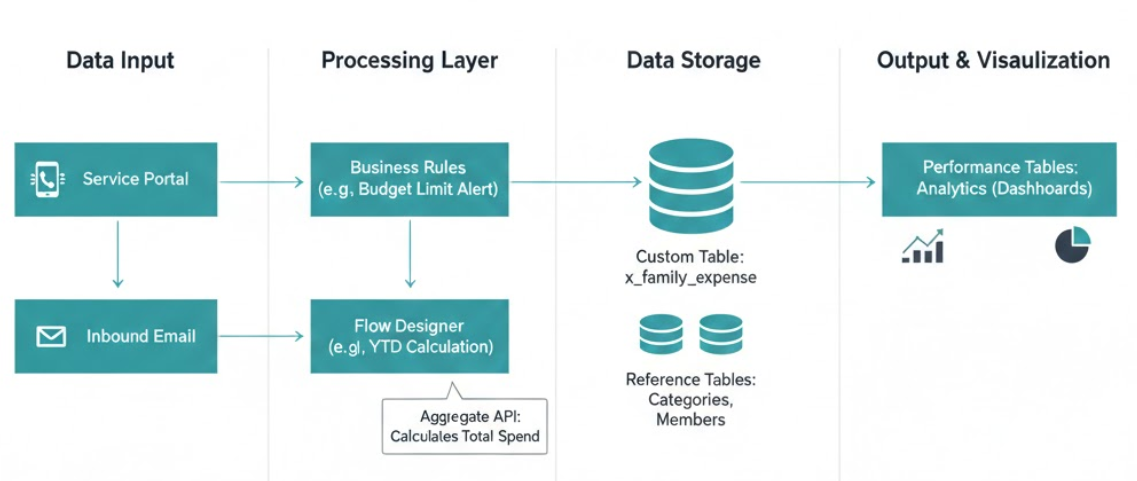 Data Input
Processing Layer
Data Storage
Output & Visaulization
Service Portal
Business Rules
(e.g., Budget Limit Alert)
Performance Tables:
Analytics (Dashhoards)
Custom Table:
x_family_expense
Inbound Email
Flow Designer
(e.g|, YTD Calculation)
Reference Tables:
Categories,
Members
Aggregate API:
Calculates Total Spend